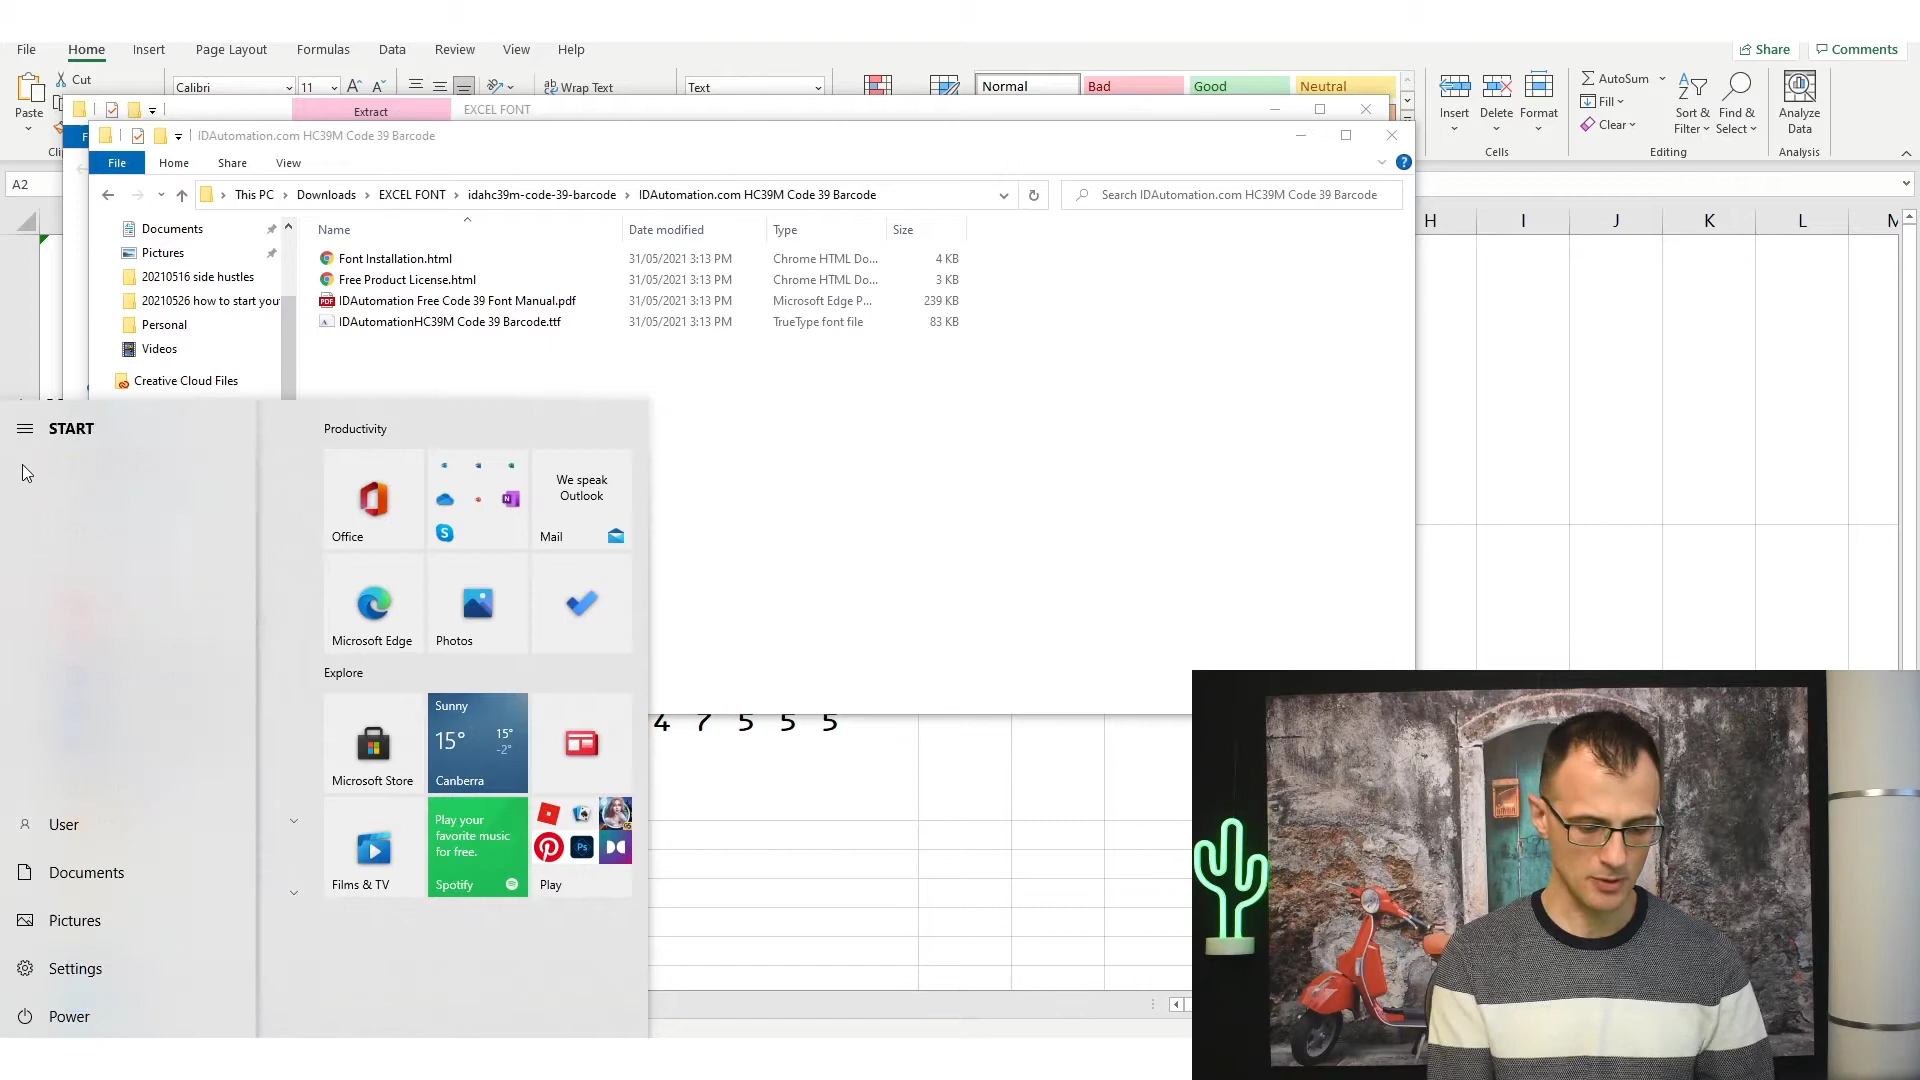 File Home Insert Page Layout Formulas Data Review View Help Share Comments
Paste Cut Calibri 11 Wrap Text Text Normal Bad Good Neutral Insert Delete Format AutoSum Fill Clear Sort & Filter Find & Select Analyze Data
Cells Editing Analysis
Extract EXCEL FONT
IDAutomation.com HC39M Code 39 Barcode
File Home Share View
A2
This PC Downloads EXCEL FONT idahc39m-code-39-barcode IDAutomation.com HC39M Code 39 Barcode Search IDAutomation.com HC39M Code 39 Barcode
H I J K L M
Documents
Pictures
20210516 side hustles
20210526 how to start you
Personal
Videos
Creative Cloud Files
Name Date modified Type Size
Font Installation.html 31/05/2021 3:13 PM Chrome HTML Do... 4 KB
Free Product License.html 31/05/2021 3:13 PM Chrome HTML Do... 3 KB
IDAutomation Free Code 39 Font Manual.pdf 31/05/2021 3:13 PM Microsoft Edge P... 239 KB
IDAutomationHC39M Code 39 Barcode.ttf 31/05/2021 3:13 PM TrueType font file 83 KB
START
Productivity
Office
We speak
Outlook
Mail
Microsoft Edge
Photos
Explore
Microsoft Store
Sunny
15° 15°
-2°
Canberra
Films & TV
Play your
favorite music
for free.
Spotify
Play
User
Documents
Pictures
Settings
Power
4 7 5 5 5